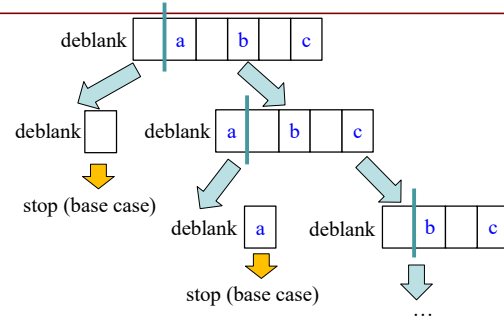 deblank a b c
deblank deblank a b c
stop (base case)
deblank a deblank b c
stop (base case)
...